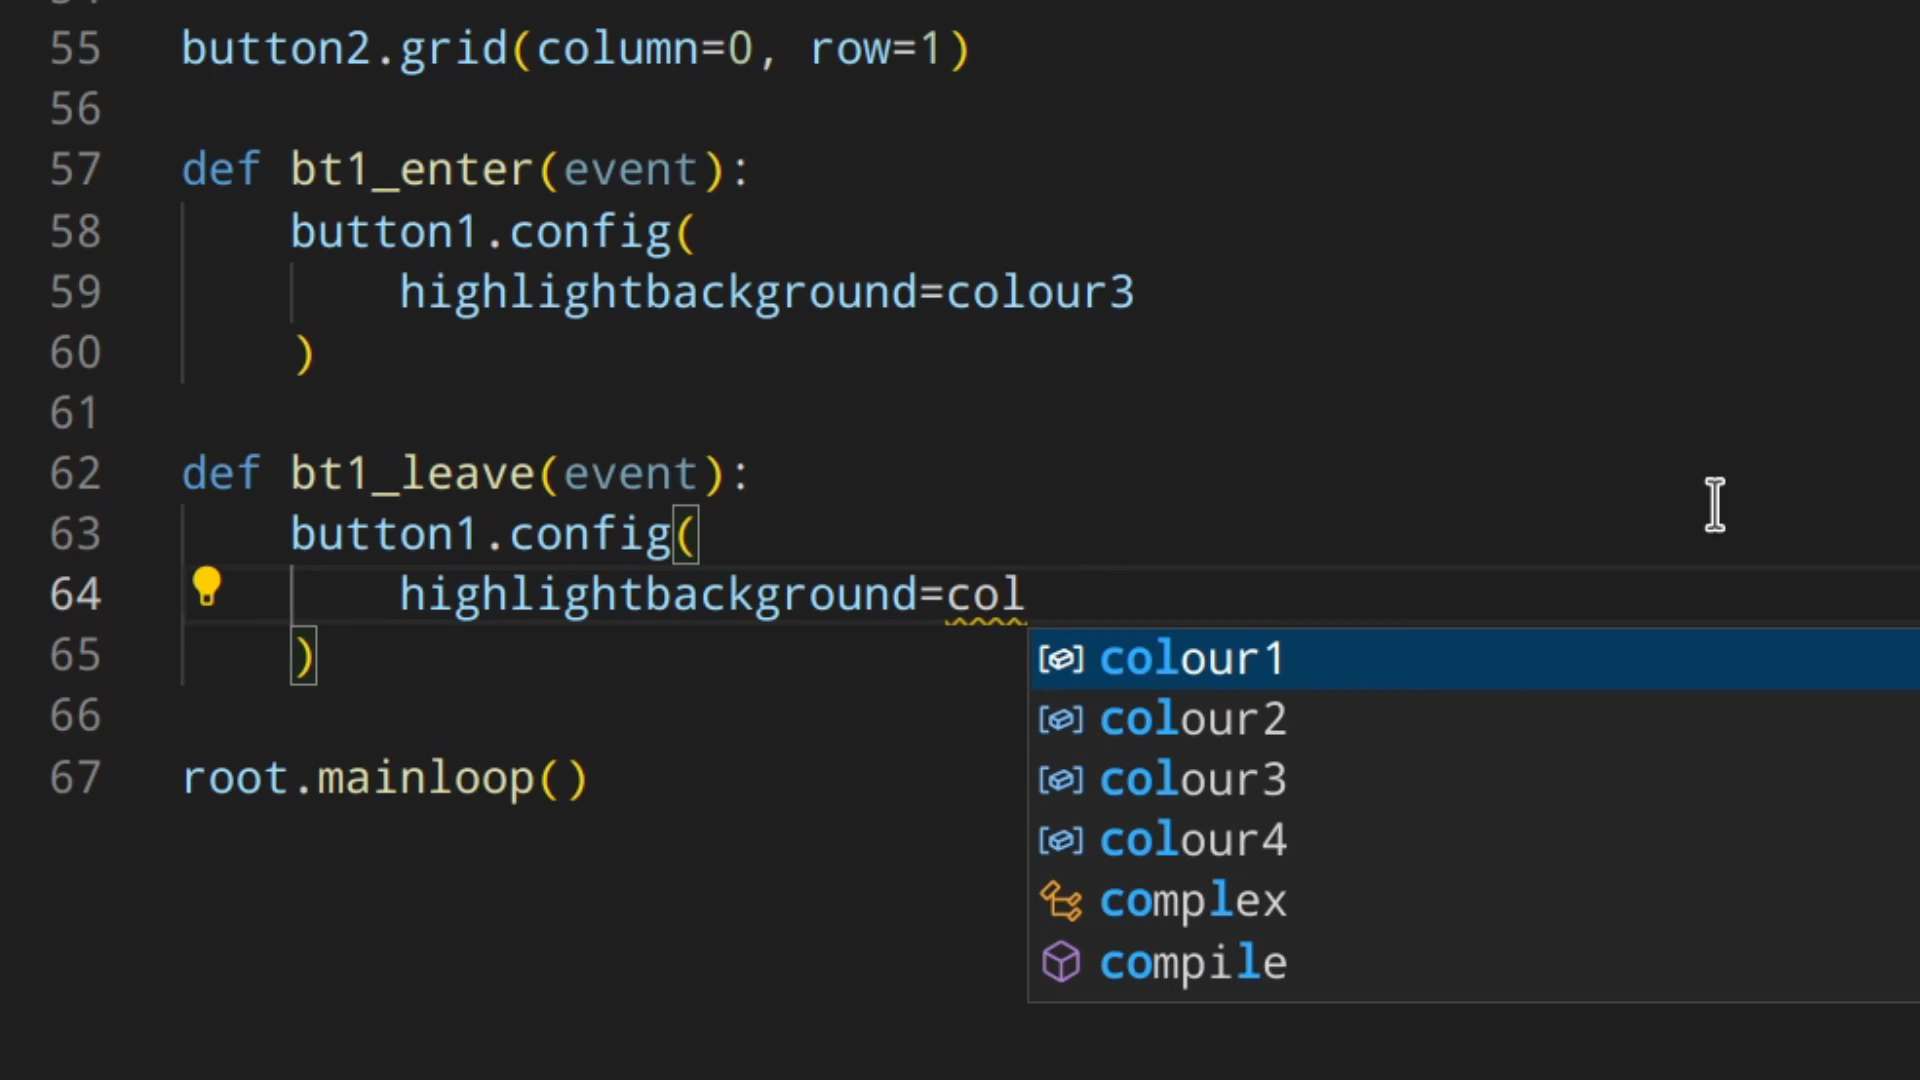 55 button2.grid(column=0, row=1)
56
57 def bt1_enter(event):
58 button1.config(
59 highlightbackground=colour3
60 )
61
62 def bt1_leave(event):
63 button1.config(
64 highlightbackground=col
65 )
colour1
66
colour2
67 root.mainloop()
colour3
colour4
complex
compile